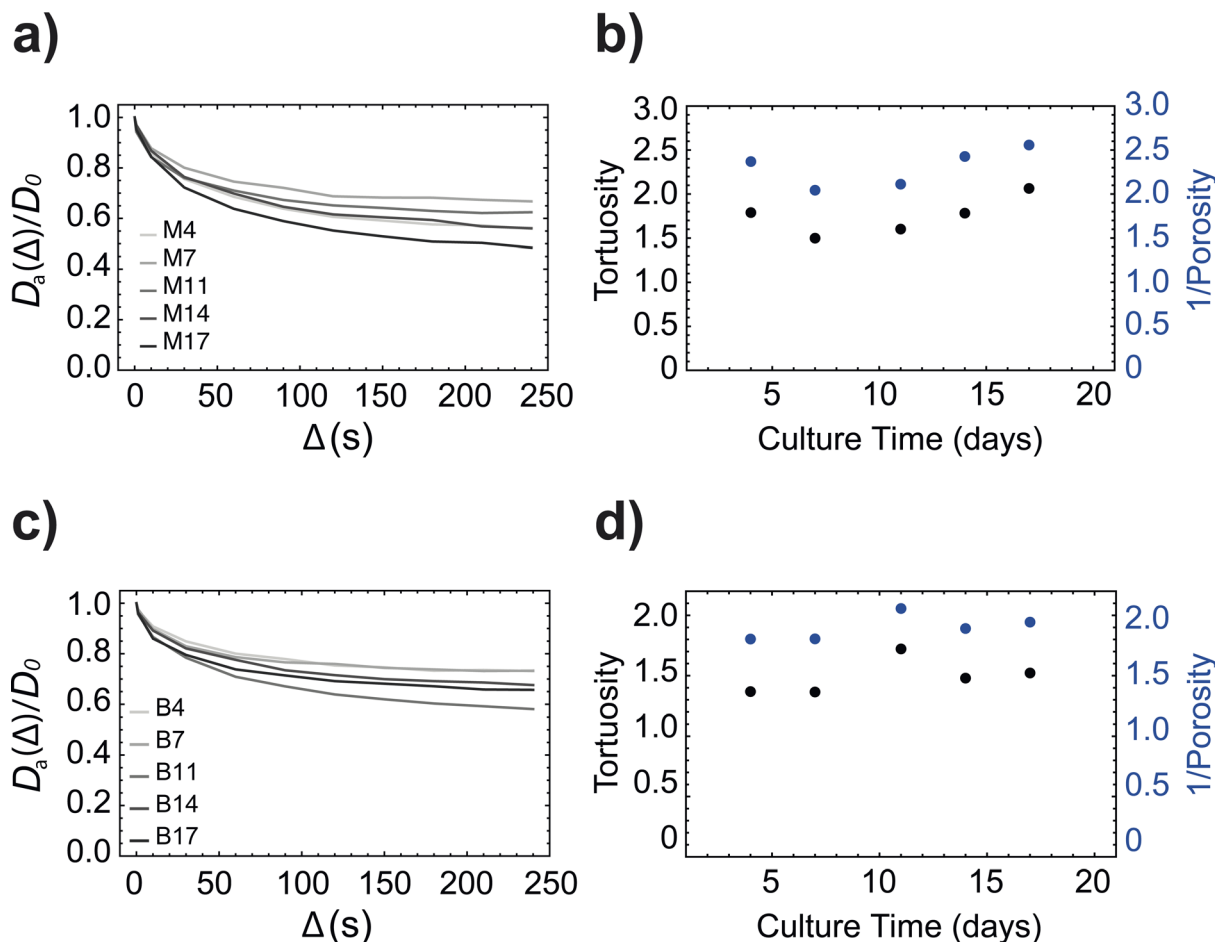 a)
1.0
0.8
0.6
0.4
0.2
0.0
Da(Δ)/D0
M4
M7
M11
M14
M17
0 50 100 150 200 250
Δ (s)
b)
3.0
2.5
2.0
1.5
1.0
0.5
0
Tortuosity
3.0
2.5
2.0
1.5
1.0
0.5
0
1/Porosity
5 10 15 20
Culture Time (days)
c)
1.0
0.8
0.6
0.4
0.2
0.0
Da(Δ)/D0
B4
B7
B11
B14
B17
0 50 100 150 200 250
Δ (s)
d)
2.0
1.5
1.0
0.5
0
Tortuosity
2.0
1.5
1.0
0.5
0
1/Porosity
5 10 15 20
Culture Time (days)